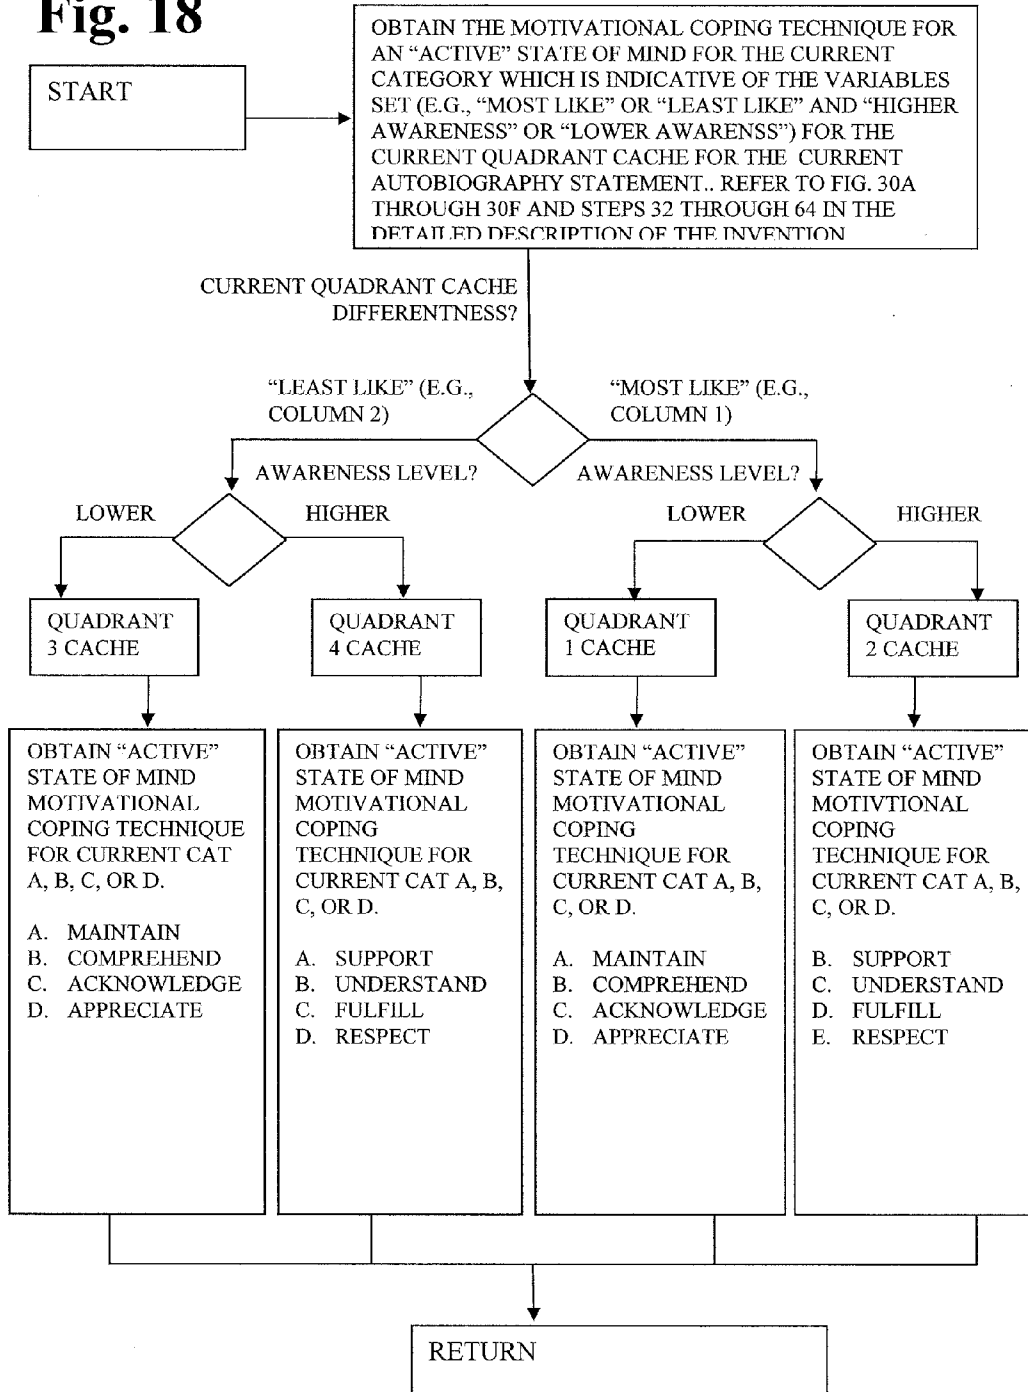 Fig. 18
START
OBTAIN THE MOTIVATIONAL COPING TECHNIQUE FOR
AN “ACTIVE” STATE OF MIND FOR THE CURRENT
CATEGORY WHICH IS INDICATIVE OF THE VARIABLES
SET (E.G., “MOST LIKE” OR “LEAST LIKE” AND “HIGHER
AWARENESS” OR “LOWER AWARENSS”) FOR THE
CURRENT QUADRANT CACHE FOR THE CURRENT
AUTOBIOGRAPHY STATEMENT.. REFER TO FIG. 30A
THROUGH 30F AND STEPS 32 THROUGH 64 IN THE
DETAILED DESCRIPTION OF THE INVENTION
CURRENT QUADRANT CACHE
DIFFERENTNESS?
“LEAST LIKE” (E.G.,
COLUMN 2)
“MOST LIKE” (E.G.,
COLUMN 1)
AWARENESS LEVEL?
AWARENESS LEVEL?
LOWER
HIGHER
LOWER
HIGHER
QUADRANT
3 CACHE
QUADRANT
4 CACHE
QUADRANT
1 CACHE
QUADRANT
2 CACHE
OBTAIN “ACTIVE”
STATE OF MIND
MOTIVATIONAL
COPING TECHNIQUE
FOR CURRENT CAT
A, B, C, OR D.
A. MAINTAIN
B. COMPREHEND
C. ACKNOWLEDGE
D. APPRECIATE
OBTAIN “ACTIVE”
STATE OF MIND
MOTIVATIONAL
COPING
TECHNIQUE FOR
CURRENT CAT A, B,
C, OR D.
A. SUPPORT
B. UNDERSTAND
C. FULFILL
D. RESPECT
OBTAIN “ACTIVE”
STATE OF MIND
MOTIVATIONAL
COPING
TECHNIQUE FOR
CURRENT CAT A, B,
C, OR D.
A. MAINTAIN
B. COMPREHEND
C. ACKNOWLEDGE
D. APPRECIATE
OBTAIN “ACTIVE”
STATE OF MIND
MOTIVTIONAL
COPING
TECHNIQUE FOR
CURRENT CAT A, B,
C, OR D.
B. SUPPORT
C. UNDERSTAND
D. FULFILL
E. RESPECT
RETURN